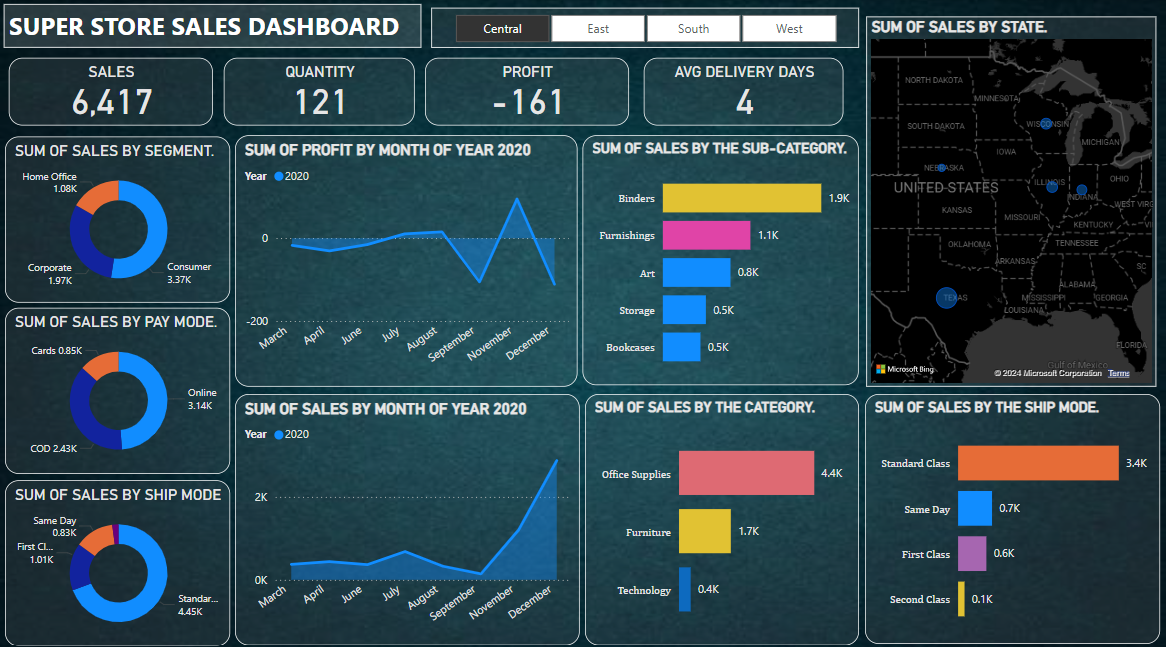 SUPER STORE SALES DASHBOARD
Central
East
South
West
SALES
6,417
QUANTITY
121
PROFIT
-161
AVG DELIVERY DAYS
4
SUM OF SALES BY STATE.
NORTH DAKOTA
MINNESOTA
SOUTH DAKOTA
WISCONSIN
MICHIGAN
IOWA
NEBRASKA
UNITED STATES
ILLINOIS
INDIANA
OHIO
WEST VIRG
KANSAS
MISSOURI
KENTUCKY
VI
OKLAHOMA
TENNESSEE
ARKANSAS
SC
ALABAMA
TEXAS
MISSISSIPPI
GEORGIA
LOUISIANA
FLORIDA
Gulf of Mexico
Microsoft Bing
© 2024 Microsoft Corporation Terms
SUM OF SALES BY SEGMENT.
Home Office
1.08K
Corporate
1.97K
Consumer
3.37K
SUM OF PROFIT BY MONTH OF YEAR 2020
Year 2020
0
-200
March
April
June
July
August
September
November
December
SUM OF SALES BY THE SUB-CATEGORY.
Binders 1.9K
Furnishings 1.1K
Art 0.8K
Storage 0.5K
Bookcases 0.5K
SUM OF SALES BY PAY MODE.
Cards 0.85K
Online
3.14K
COD 2.43K
SUM OF SALES BY SHIP MODE
Same Day
0.83K
First Cl...
1.01K
Standar...
4.45K
SUM OF SALES BY MONTH OF YEAR 2020
Year 2020
2K
0K
March
April
June
July
August
September
November
December
SUM OF SALES BY THE CATEGORY.
Office Supplies 4.4K
Furniture 1.7K
Technology 0.4K
SUM OF SALES BY THE SHIP MODE.
Standard Class 3.4K
Same Day 0.7K
First Class 0.6K
Second Class 0.1K